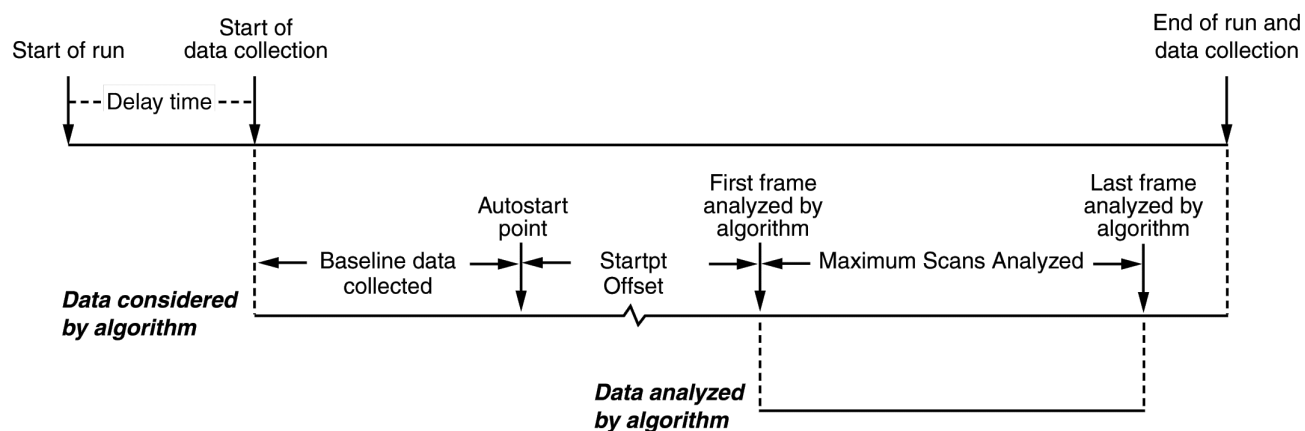 Start of run
Start of
data collection
End of run and
data collection
Delay time
Autostart
point
First frame
analyzed by
algorithm
Last frame
analyzed by
algorithm
Baseline data
collected
Startpt
Offset
Maximum Scans Analyzed
Data considered
by algorithm
Data analyzed
by algorithm